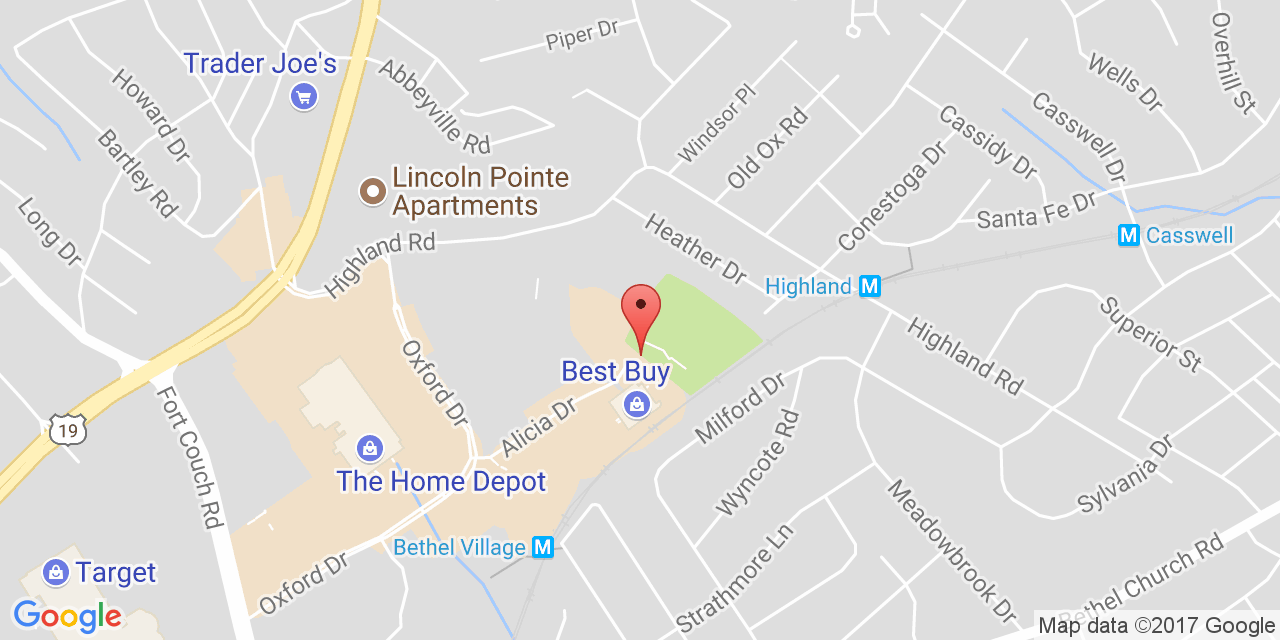 Piper Dr
Overhill St
Trader Joe's
Howard Dr
Abbeyville Rd
Wells Dr
Windsor Pl
Old Ox Rd
Cassidy Dr
Casswell Dr
Bartley Rd
Lincoln Pointe
Apartments
Conestoga Dr
Long Dr
Santa Fe Dr
Highland Rd
Heather Dr
M Casswell
Highland M
Superior St
Highland Rd
Oxford Dr
Best Buy
19
Fort Couch Rd
Alicia Dr
Milford Dr
Wyncote Rd
Sylvania Dr
The Home Depot
Meadowbrook Dr
Bethel Village M
Target
Oxford Dr
Strathmore Ln
Bethel Church Rd
Google
Map data ©2017 Google